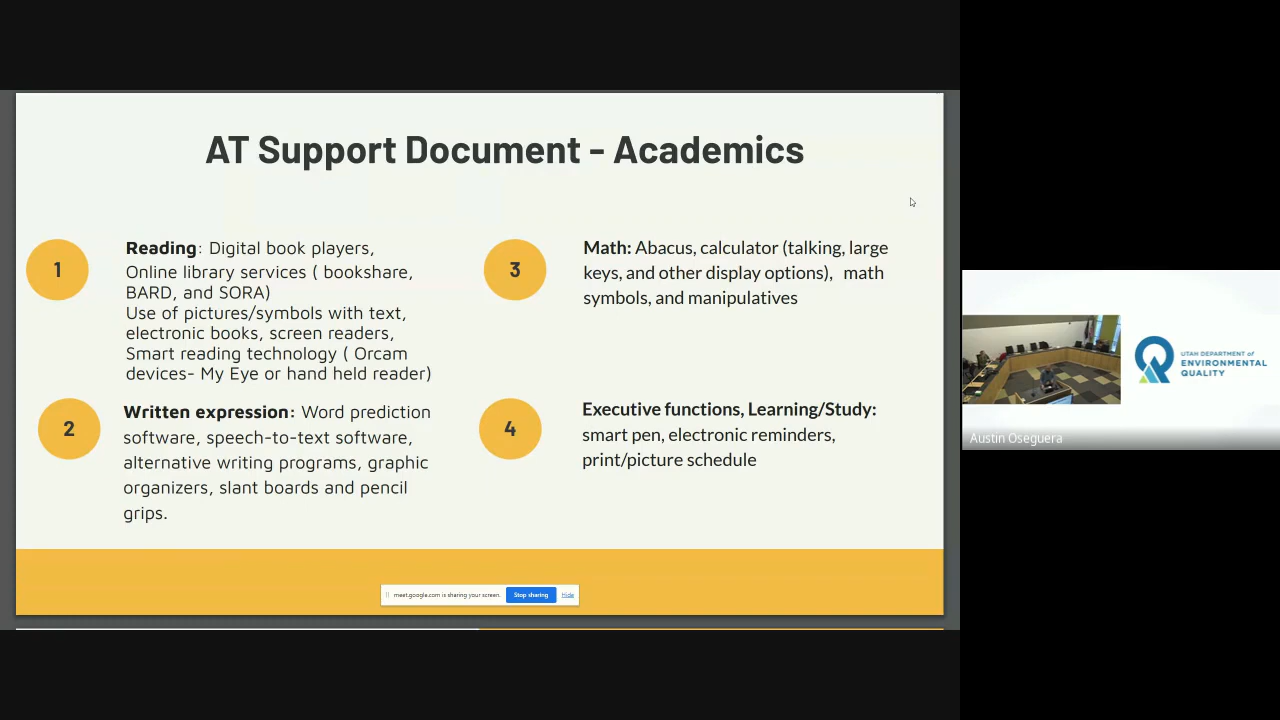 AT Support Document - Academics
1
Reading: Digital book players,
Online library services ( bookshare,
BARD, and SORA)
Use of pictures/symbols with text,
electronic books, screen readers,
Smart reading technology ( Orcam
devices- My Eye or hand held reader)
2
Written expression: Word prediction
software, speech-to-text software,
alternative writing programs, graphic
organizers, slant boards and pencil
grips.
3
Math: Abacus, calculator (talking, large
keys, and other display options), math
symbols, and manipulatives
4
Executive functions, Learning/Study:
smart pen, electronic reminders,
print/picture schedule
meet.google.com is sharing your screen.
Stop sharing
Hide
UTAH DEPARTMENT of
ENVIRONMENTAL
QUALITY
Austin Oseguera